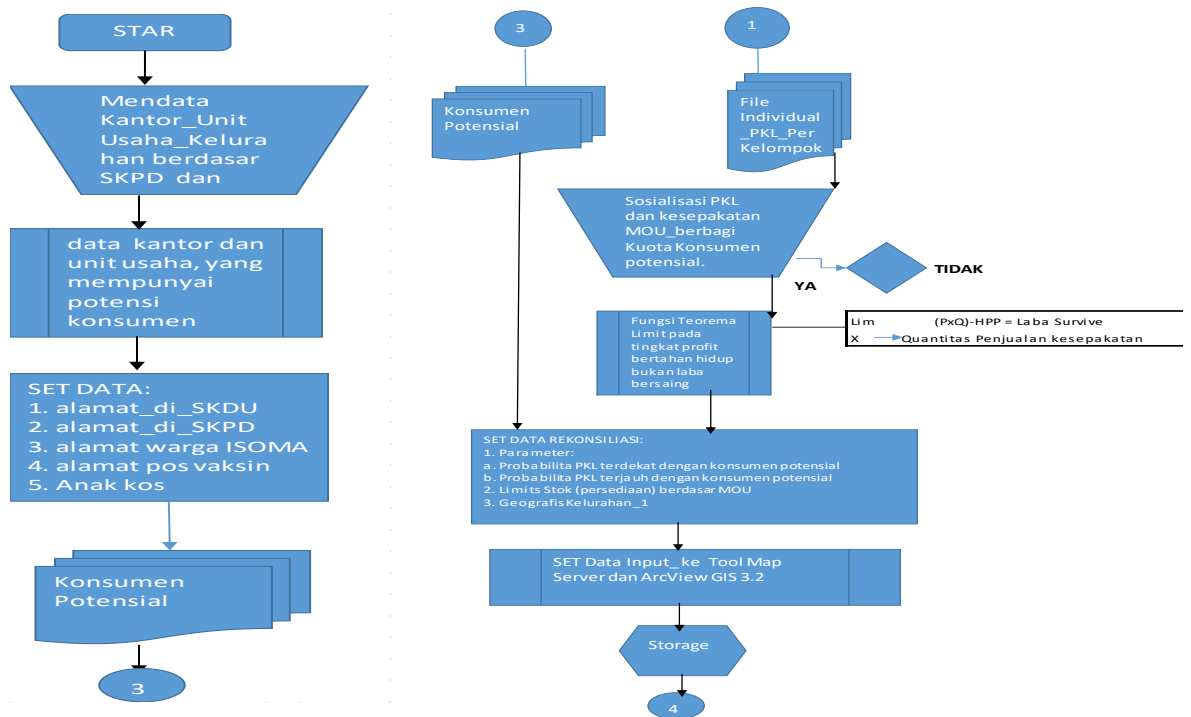 STAR
Mendata
Kantor_Unit
Usaha_Kelura
han berdasar
SKPD dan
data kantor dan
unit usaha, yang
mempunyai
potensi
konsumen
SET DATA:
1. alamat_di_SKDU
2. alamat_di_SKPD
3. alamat warga ISOMA
4. alamat pos vaksin
5. Anak kos
Konsumen
Potensial
3
3
Konsumen
Potensial
1
File
Individual
_PKL_Per
Kelompok
Sosialisasi PKL
dan kesepakatan
MOU_berbagi
Kuota Konsumen
potensial.
TIDAK
YA
Fungsi Teorema
Limit pada
tingkat profit
bertahan hidup
bukan laba
bersaing
Lim (PxQ)-HPP = Laba Survive
X Quantitas Penjualan kesepakatan
SET DATA REKONSILIASI:
1. Parameter:
a. Probabilita PKL terdekat dengan konsumen potensial
b. Probabilita PKL terjauh dengan konsumen potensial
2. Limits Stok (persediaan) berdasar MOU
3. Geografis Kelurahan_1
SET Data Input_ke Tool Map
Server dan ArcView GIS 3.2
Storage
4